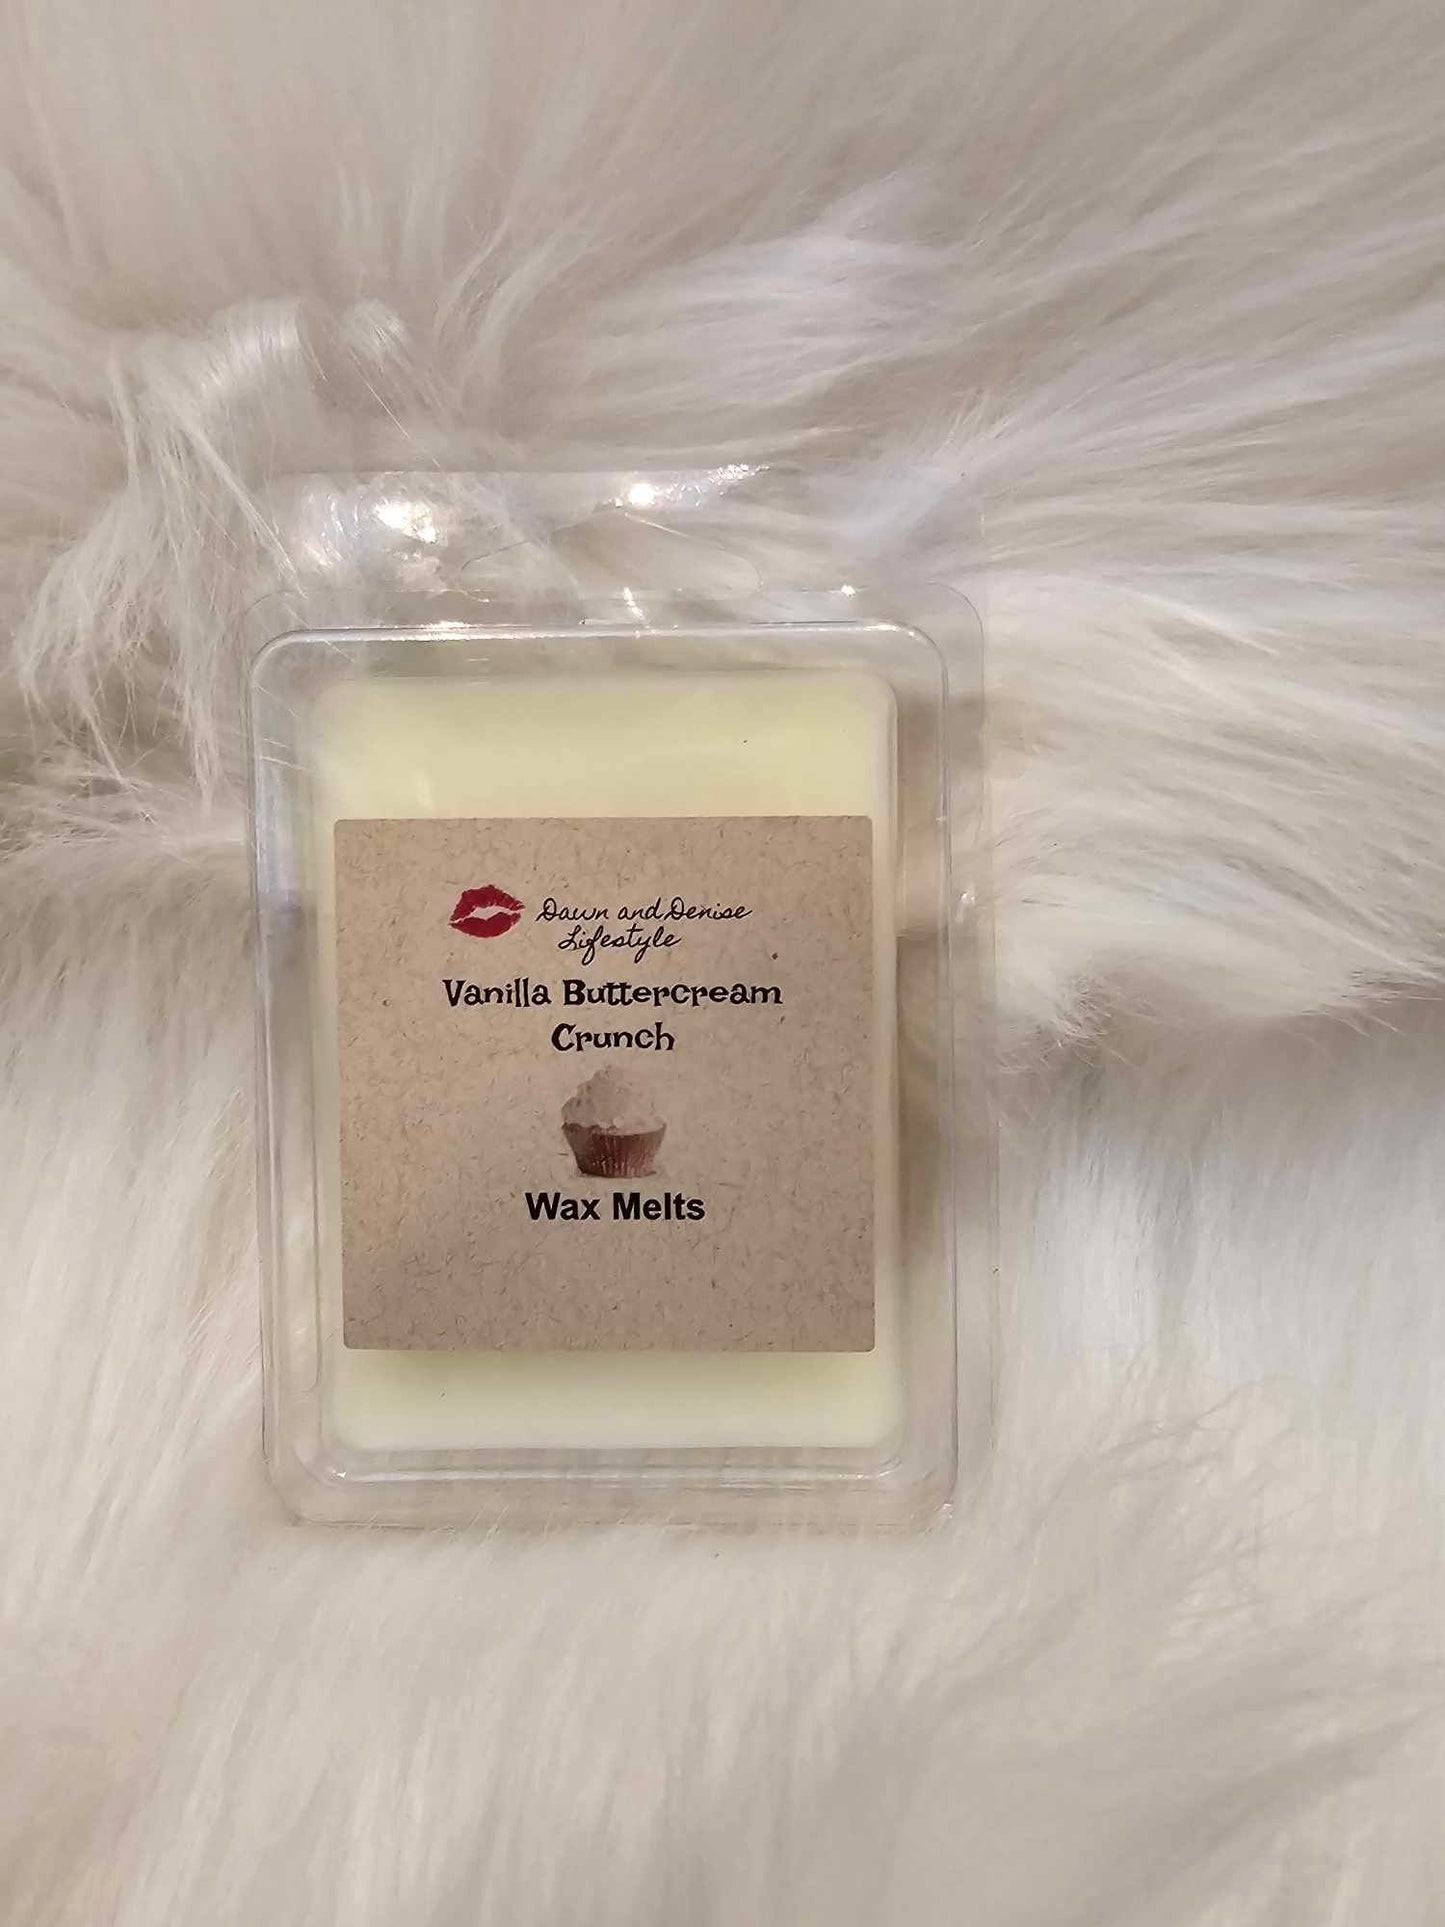 Dawn and Denise
Lifestyle
Vanilla Buttercream
Crunch
Wax Melts